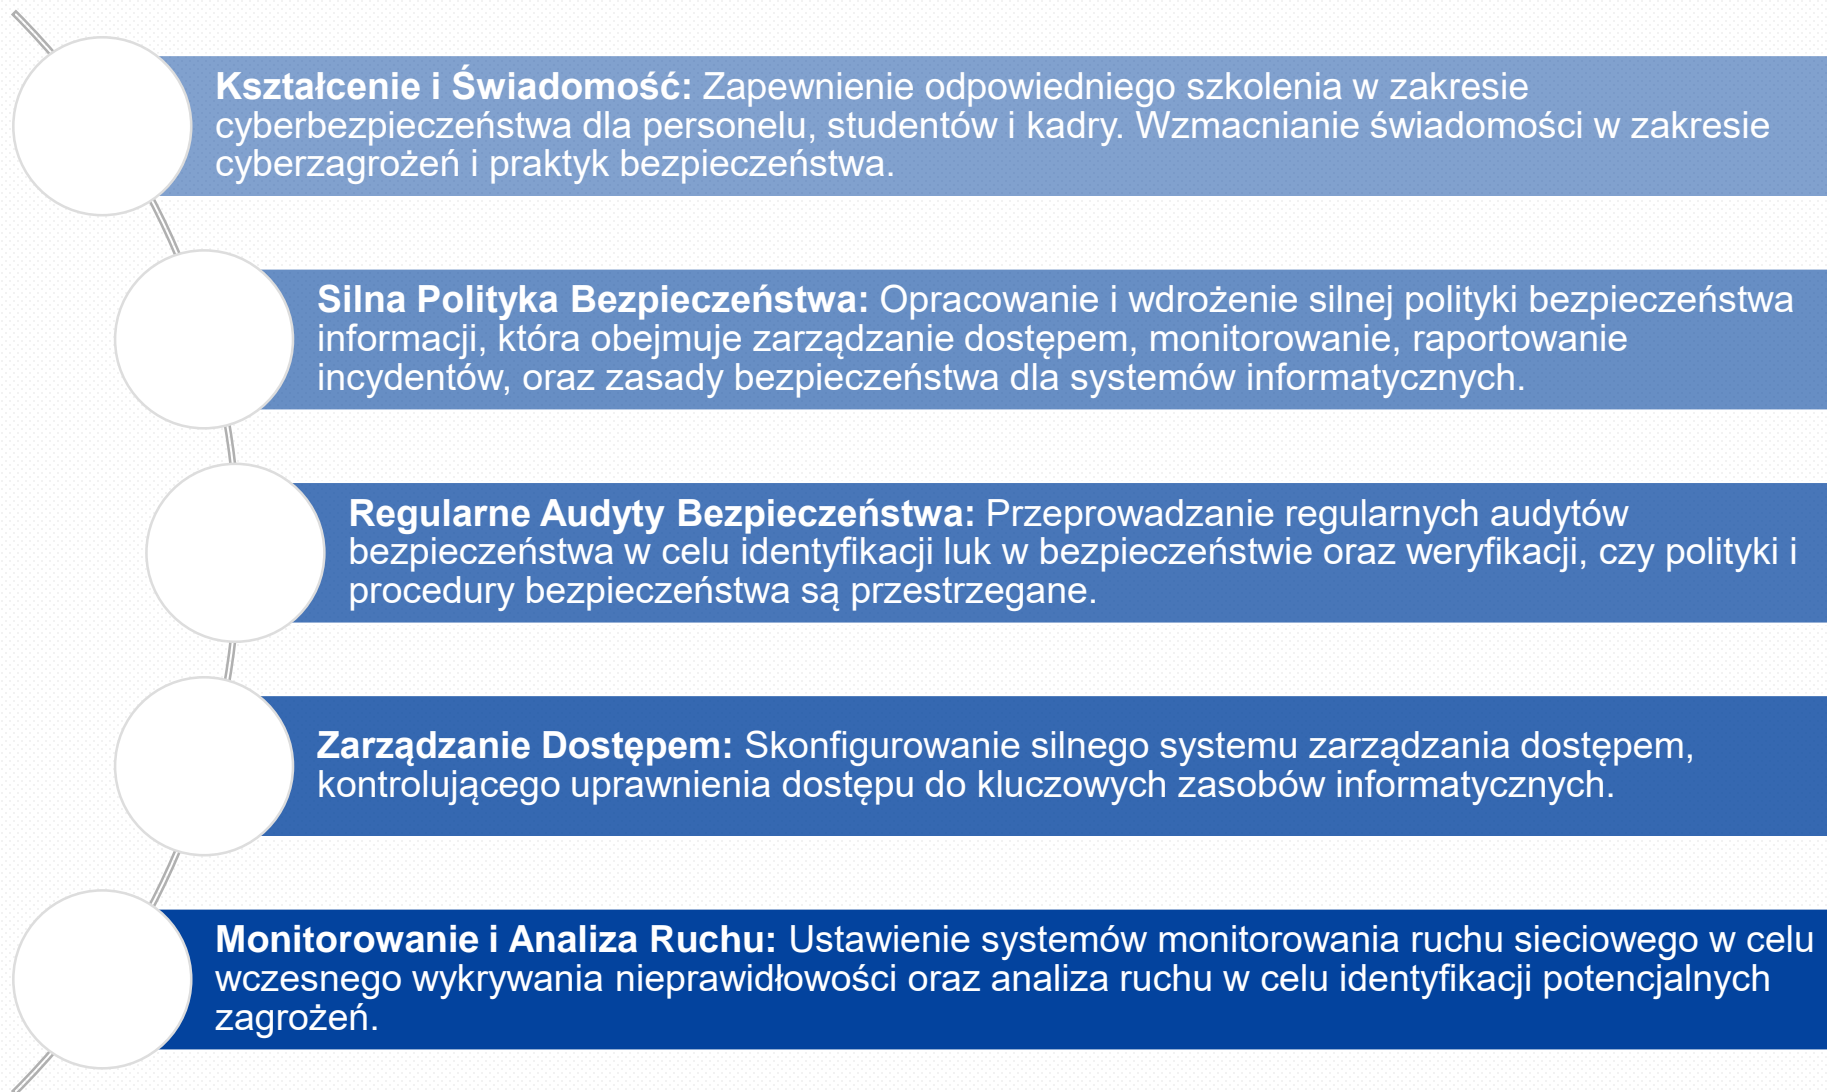 Kształcenie i Świadomość: Zapewnienie odpowiedniego szkolenia w zakresie
cyberbezpieczeństwa dla personelu, studentów i kadry. Wzmacnianie świadomości w zakresie
cyberzagrożeń i praktyk bezpieczeństwa.
Silna Polityka Bezpieczeństwa: Opracowanie i wdrożenie silnej polityki bezpieczeństwa
informacji, która obejmuje zarządzanie dostępem, monitorowanie, raportowanie
incydentów, oraz zasady bezpieczeństwa dla systemów informatycznych.
Regularne Audyty Bezpieczeństwa: Przeprowadzanie regularnych audytów
bezpieczeństwa w celu identyfikacji luk w bezpieczeństwie oraz weryfikacji, czy polityki i
procedury bezpieczeństwa są przestrzegane.
Zarządzanie Dostępem: Skonfigurowanie silnego systemu zarządzania dostępem,
kontrolującego uprawnienia dostępu do kluczowych zasobów informatycznych.
Monitorowanie i Analiza Ruchu: Ustawienie systemów monitorowania ruchu sieciowego w celu
wczesnego wykrywania nieprawidłowości oraz analiza ruchu w celu identyfikacji potencjalnych
zagrożeń.